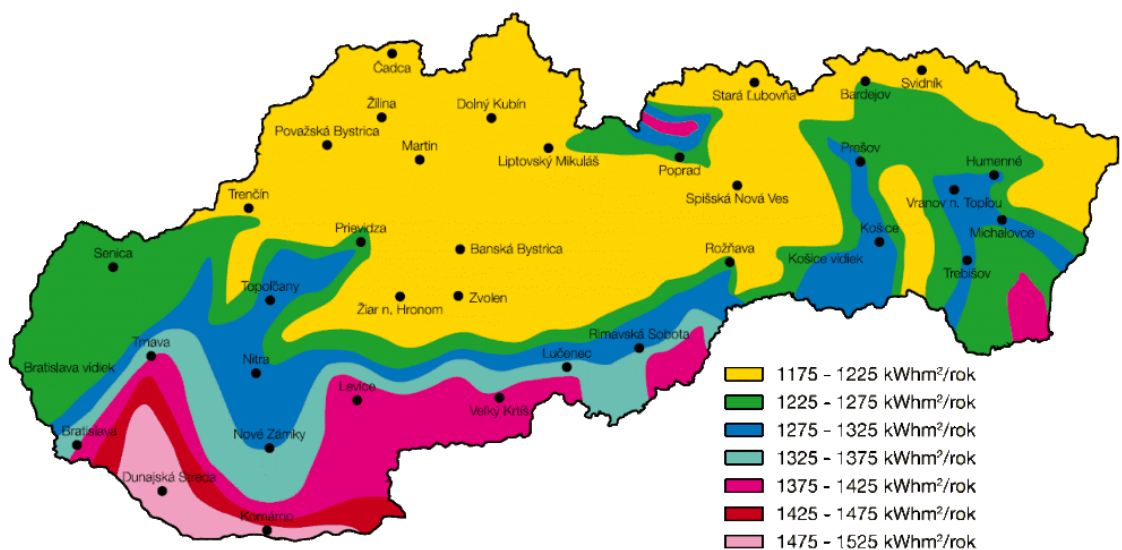 Čadca
Svidník
Stará Ľubovňa
Bardejov
Žilina
Dolný Kubín
Považská Bystrica
Martin
Liptovský Mikuláš
Poprad
Prešov
Humenné
Trenčín
Spišská Nová Ves
Vranov n. Topľou
Michalovce
Prievidza
Banská Bystrica
Rožňava
Košice
Senica
Košice vidiek
Trebišov
Topoľčany
Žiar n. Hronom
Zvolen
Trnava
Rimavská Sobota
Bratislava vidiek
Nitra
Lučenec
Levice
Veľký Krtíš
Bratislava
Nové Zámky
Dunajská Streda
Komárno
1175 - 1225 kWhm²/rok
1225 - 1275 kWhm²/rok
1275 - 1325 kWhm²/rok
1325 - 1375 kWhm²/rok
1375 - 1425 kWhm²/rok
1425 - 1475 kWhm²/rok
1475 - 1525 kWhm²/rok